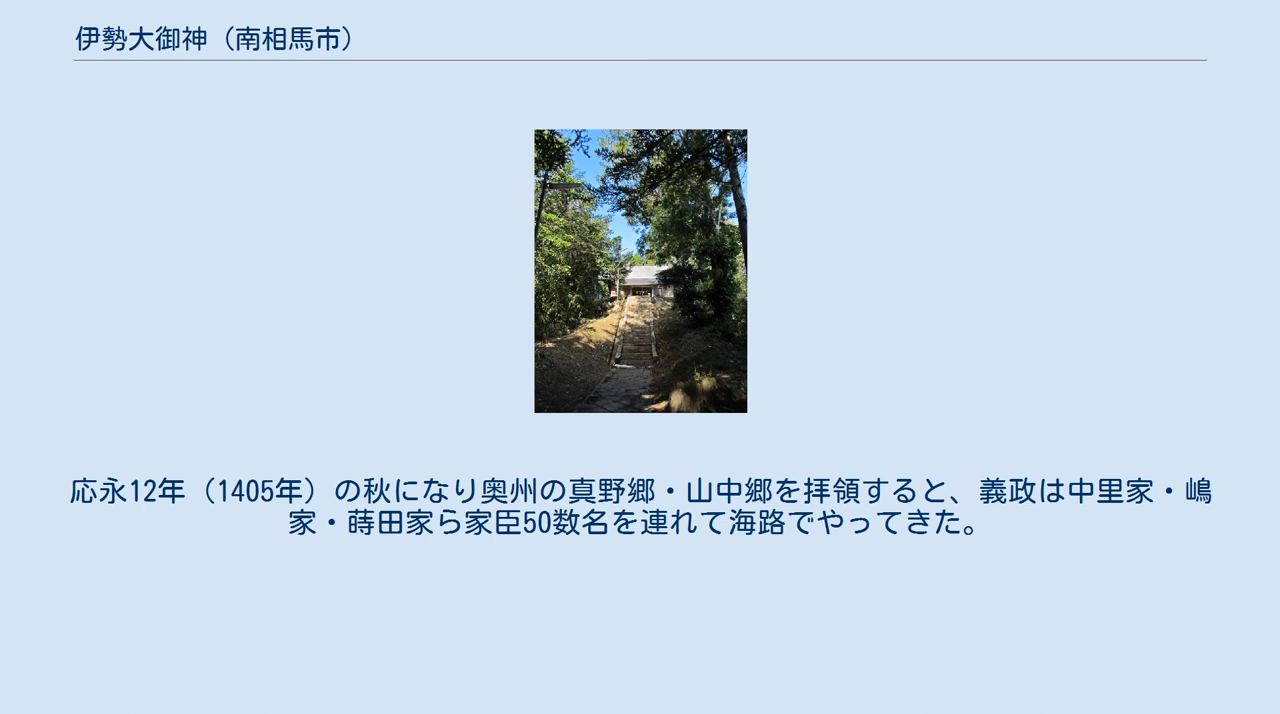 伊勢大御神（南相馬市）
応永12年（1405年）の秋になり奥州の真野郷・山中郷を拝領すると、義政は中里家・嶋
家・蒔田家ら家臣50数名を連れて海路でやってきた。